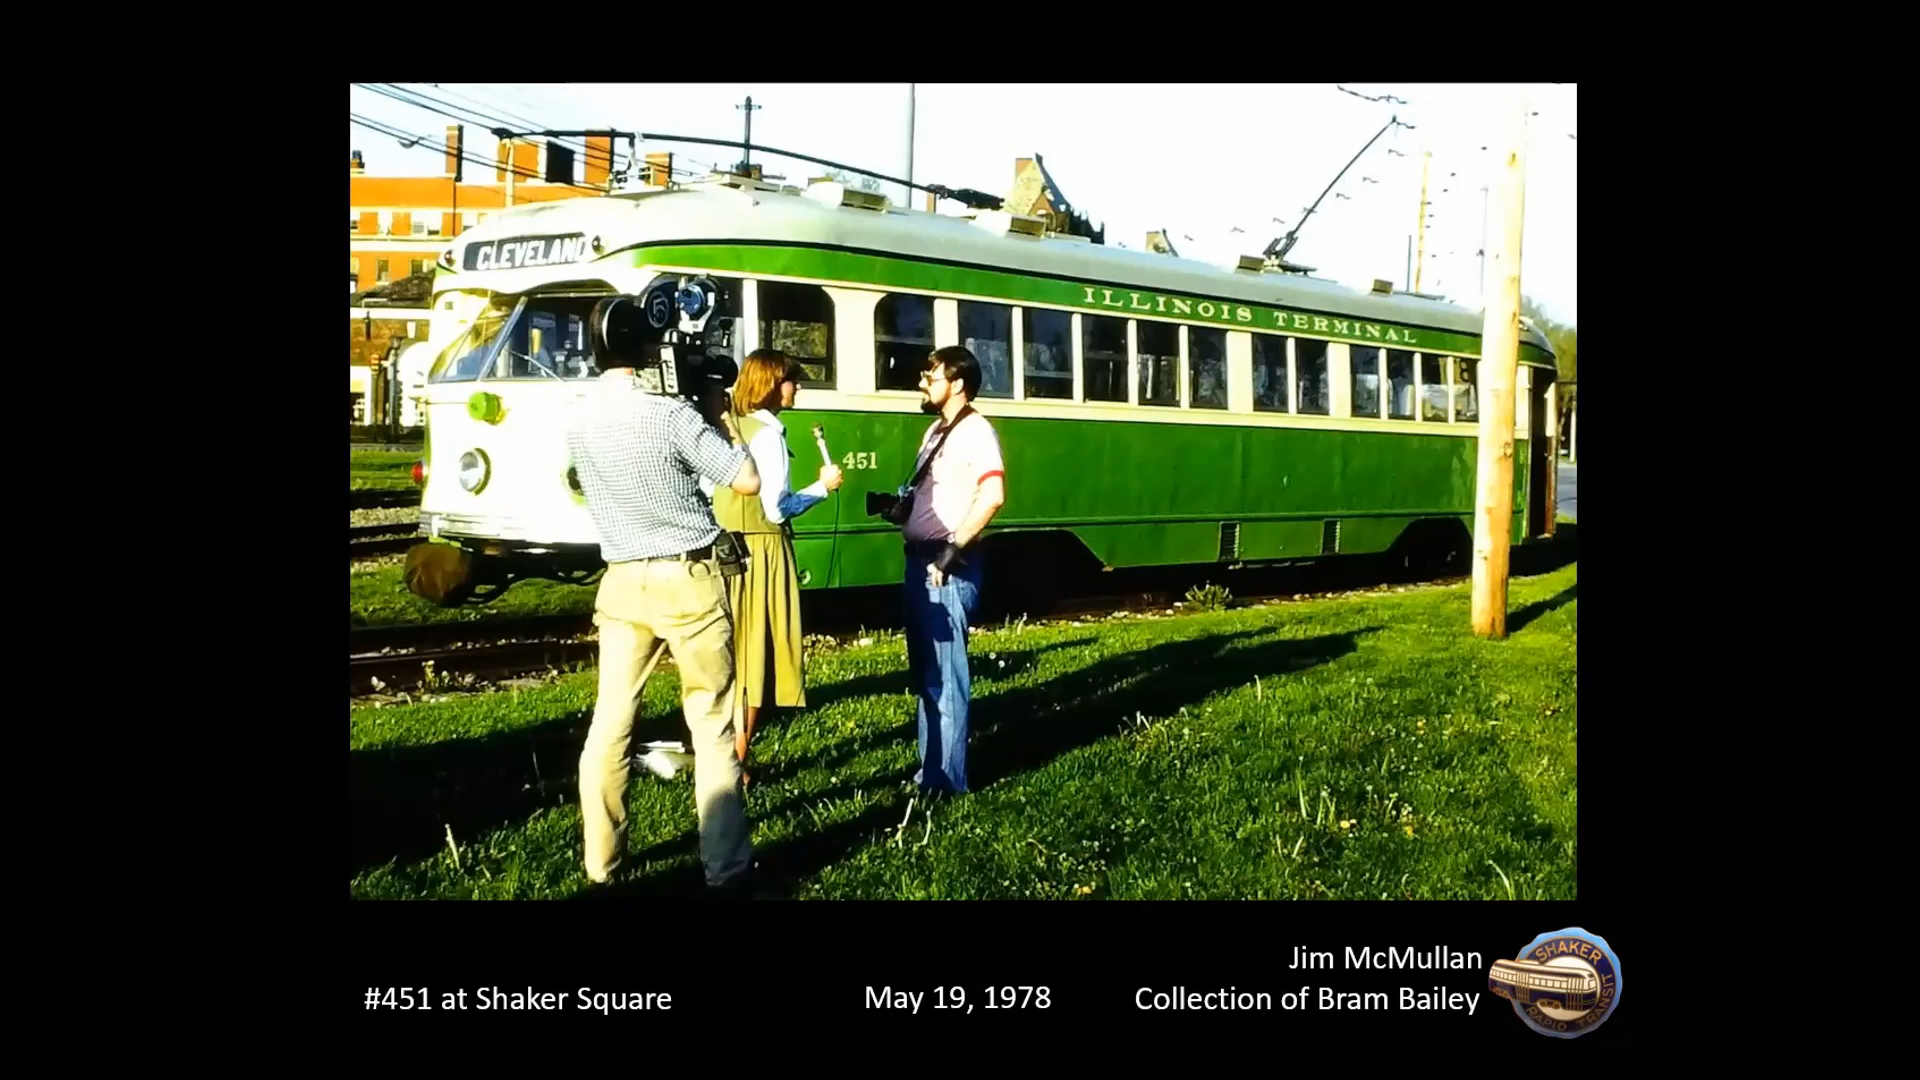 CLEVELAND
ILLINOIS TERMINAL
5
451
Jim McMullan
#451 at Shaker Square
May 19, 1978
Collection of Bram Bailey
SHAKER
RAPID TRANSIT